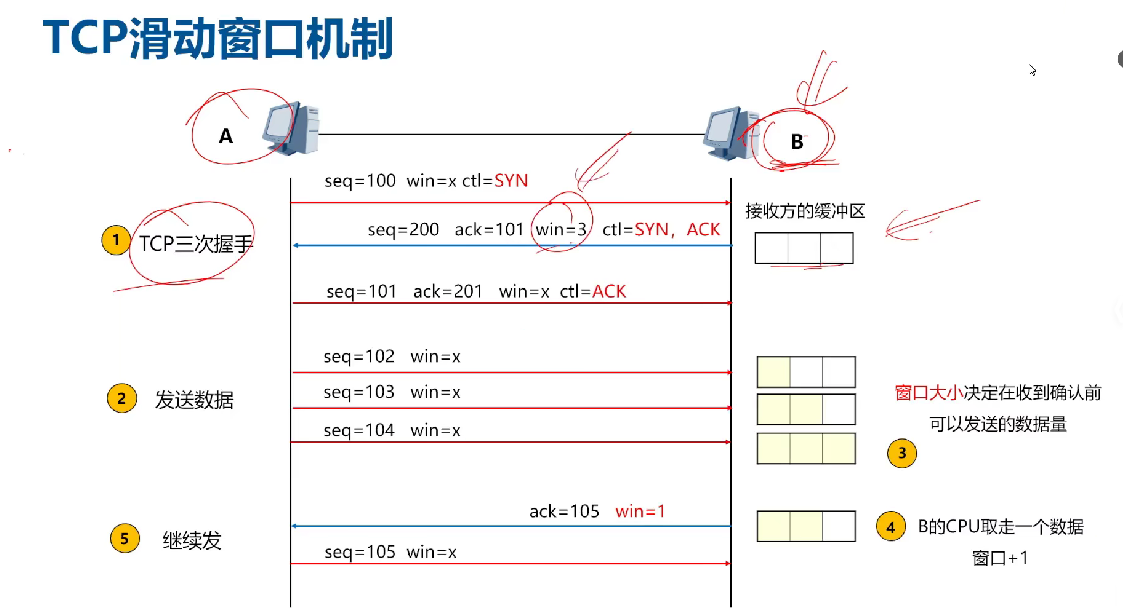 TCP滑动窗口机制
A
B
seq=100 win=x ctl=SYN
接收方的缓冲区
1
TCP三次握手
seq=200 ack=101 win=3 ctl=SYN，ACK
seq=101 ack=201 win=x ctl=ACK
seq=102 win=x
2
发送数据
seq=103 win=x
窗口大小决定在收到确认前
可以发送的数据量
seq=104 win=x
3
ack=105 win=1
4
B的CPU取走一个数据
窗口+1
5
继续发
seq=105 win=x